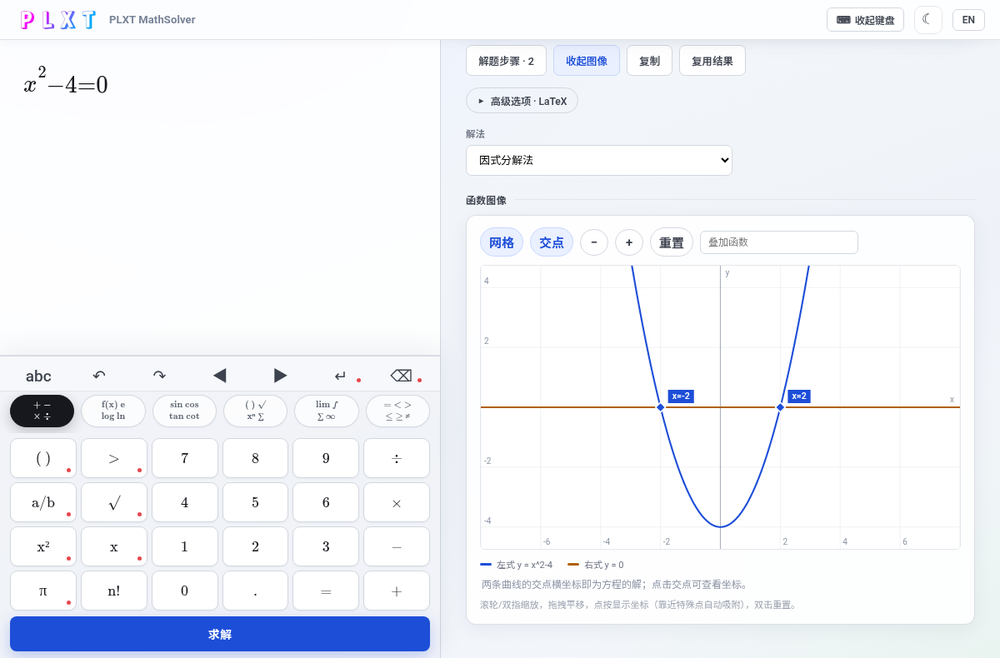 PLXT PLXT MathSolver ⌨ 收起键盘 ☾ EN
x²−4=0
解题步骤 · 2 收起图像 复制 复用结果
▸ 高级选项 · LaTeX
解法
因式分解法
函数图像
网格 交点 − + 重置 叠加函数
y
4
2
x=-2 x=2
x
-2
-4
-6 -4 -2 2 4 6
左式 y = x^2-4 右式 y = 0
两条曲线的交点横坐标即为方程的解；点击交点可查看坐标。
滚轮/双指缩放，拖拽平移，点按显示坐标（靠近特殊点自动吸附），双击重置。
abc ↶ ↷ ◀ ▶ ↵ ⌫
+ − f(x) e sin cos ( ) √ lim ∫ = < >
× ÷ log ln tan cot xⁿ ∑ ∑ ∞ ≤ ≥ ≠
( ) > 7 8 9 ÷
a/b √ 4 5 6 ×
x² x 1 2 3 −
π n! 0 . = +
求解